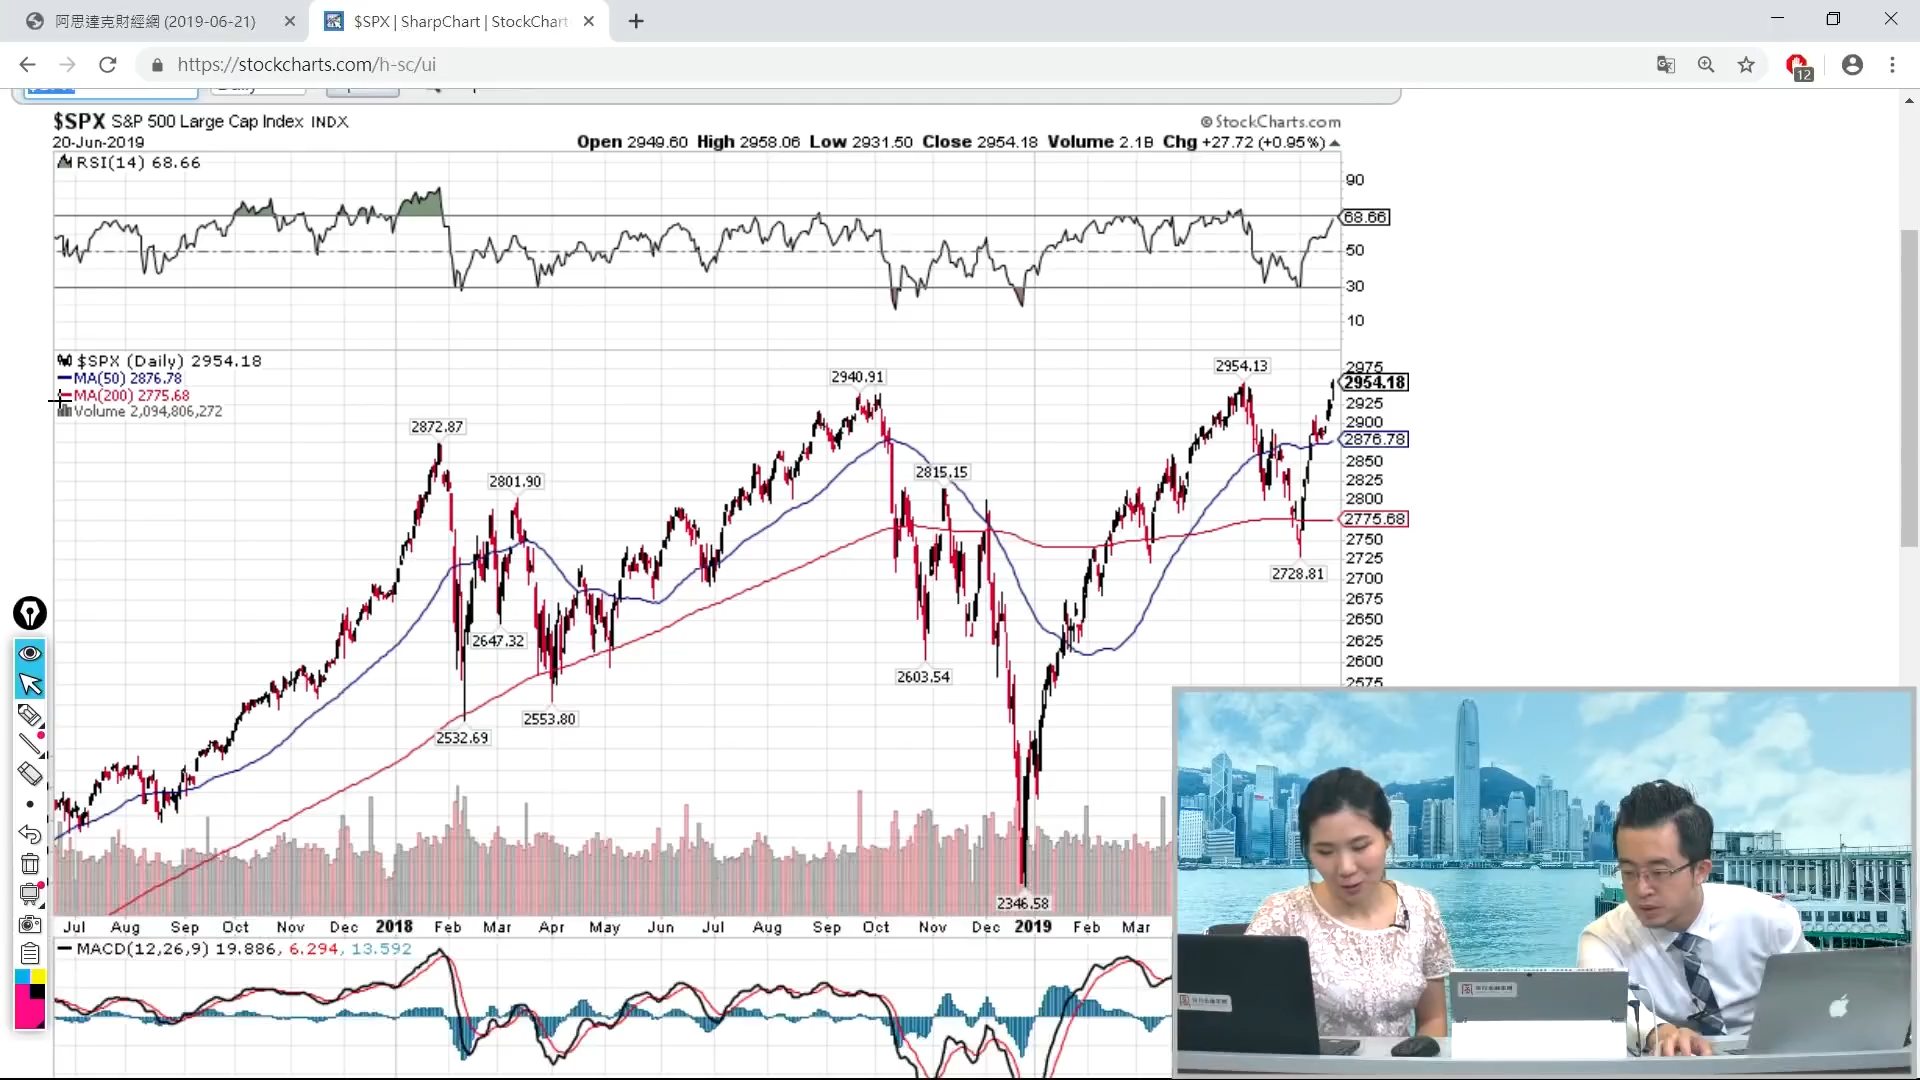 阿思達克財經網 (2019-06-21)
$SPX | SharpChart | StockChart
https://stockcharts.com/h-sc/ui
12
$SPX S&P 500 Large Cap Index INDX
© StockCharts.com
20-Jun-2019
Open 2949.60 High 2958.06 Low 2931.50 Close 2954.18 Volume 2.1B Chg +27.72 (+0.95%)
RSI(14) 68.66
90
68.66
50
30
10
$SPX (Daily) 2954.18
MA(50) 2876.78
MA(200) 2775.68
Volume 2,094,806,272
2954.13
2940.91
2872.87
2815.15
2801.90
2728.81
2647.32
2603.54
2553.80
2532.69
2346.58
2975
2954.18
2925
2900
2876.78
2850
2825
2800
2775.68
2750
2725
2700
2675
2650
2625
2600
2575
Jul Aug Sep Oct Nov Dec 2018 Feb Mar Apr May Jun Jul Aug Sep Oct Nov Dec 2019 Feb Mar
MACD(12,26,9) 19.886, 6.294, 13.592